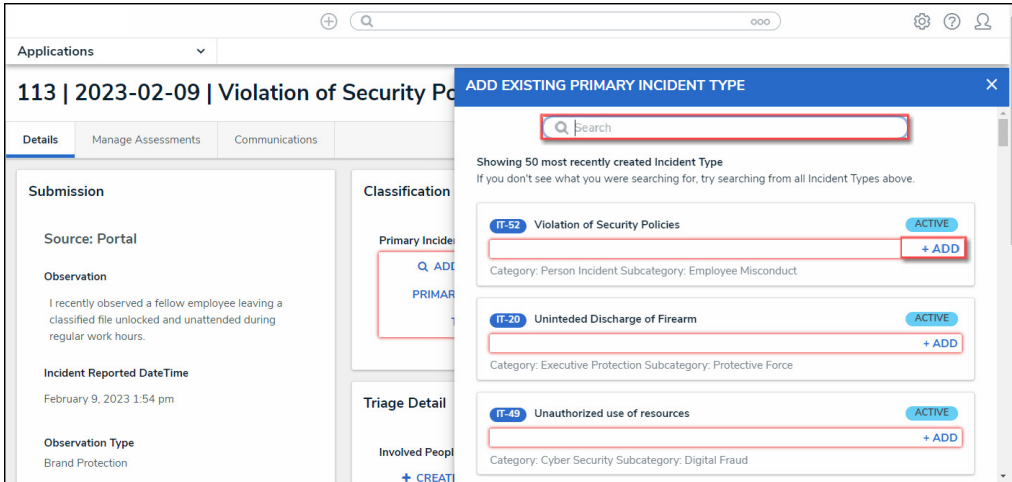 ooo
Applications
113 | 2023-02-09 | Violation of Security Po
Details
Manage Assessments
Communications
Submission
Source: Portal
Observation
I recently observed a fellow employee leaving a
classified file unlocked and unattended during
regular work hours.
Incident Reported DateTime
February 9, 2023 1:54 pm
Observation Type
Brand Protection
Classification
Primary Incide
ADD
PRIMAR
T
Triage Detail
Involved Peopl
+ CREATI
ADD EXISTING PRIMARY INCIDENT TYPE
Search
Showing 50 most recently created Incident Type
If you don't see what you were searching for, try searching from all Incident Types above.
IT-52 Violation of Security Policies ACTIVE
+ ADD
Category: Person Incident Subcategory: Employee Misconduct
IT-20 Uninteded Discharge of Firearm ACTIVE
+ ADD
Category: Executive Protection Subcategory: Protective Force
IT-49 Unauthorized use of resources ACTIVE
+ ADD
Category: Cyber Security Subcategory: Digital Fraud